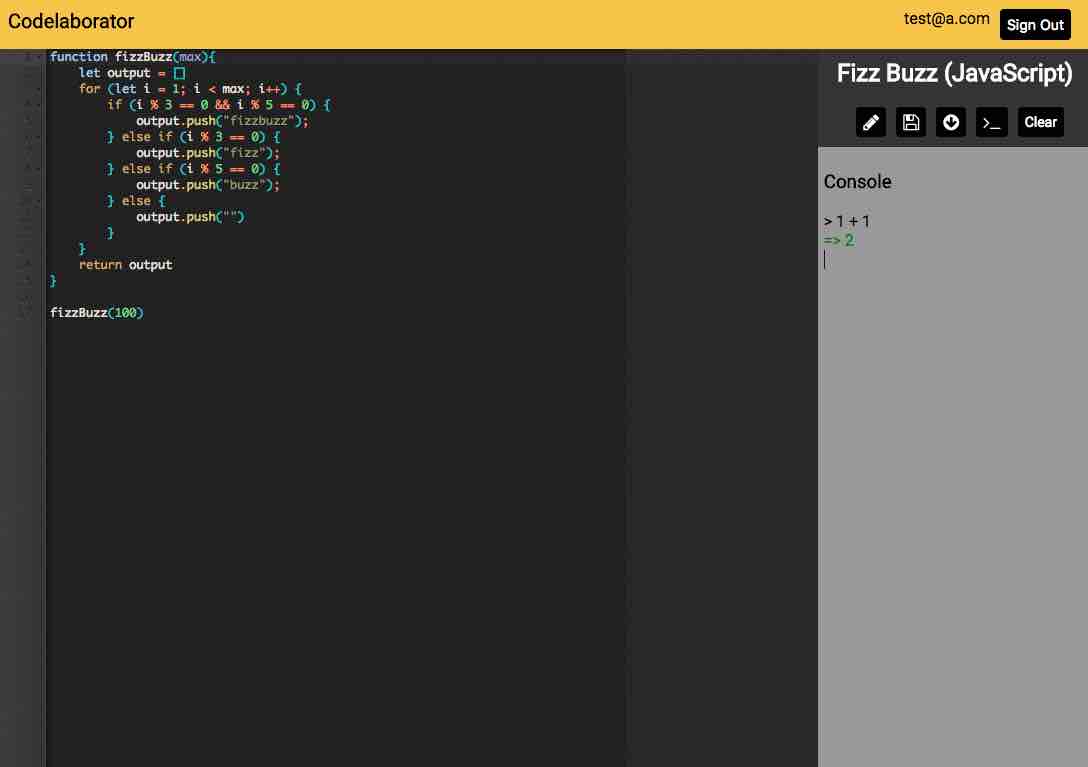 Codelaborator
test@a.com
Sign Out
function fizzBuzz(max){
    let output = []
    for (let i = 1; i < max; i++) {
        if (i % 3 == 0 && i % 5 == 0) {
            output.push("fizzbuzz");
        } else if (i % 3 == 0) {
            output.push("fizz");
        } else if (i % 5 == 0) {
            output.push("buzz");
        } else {
            output.push("")
        }
    }
    return output
}
fizzBuzz(100)
Fizz Buzz (JavaScript)
>_
Clear
Console
> 1 + 1
=> 2